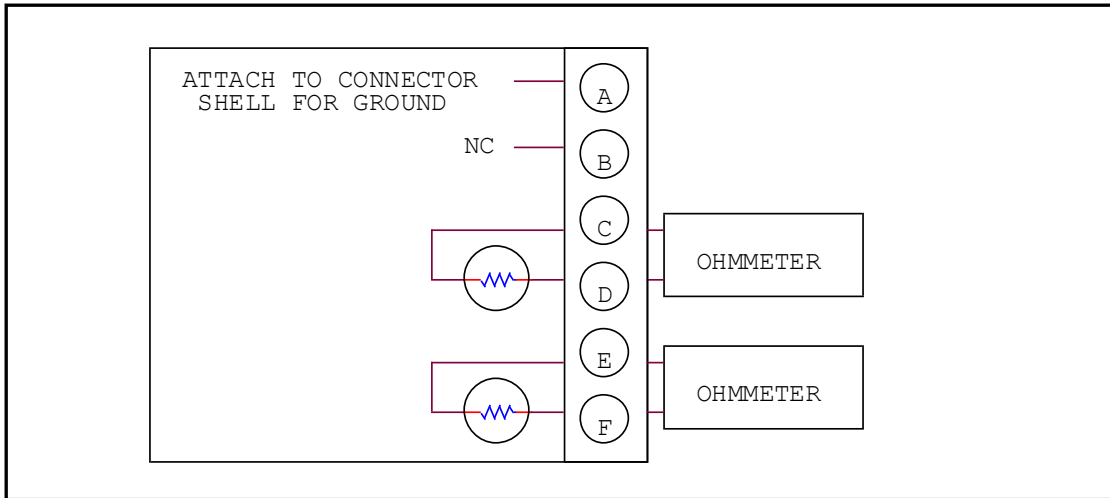 ATTACH TO CONNECTOR
SHELL FOR GROUND
A
NC
B
C
OHMMETER
D
E
OHMMETER
F